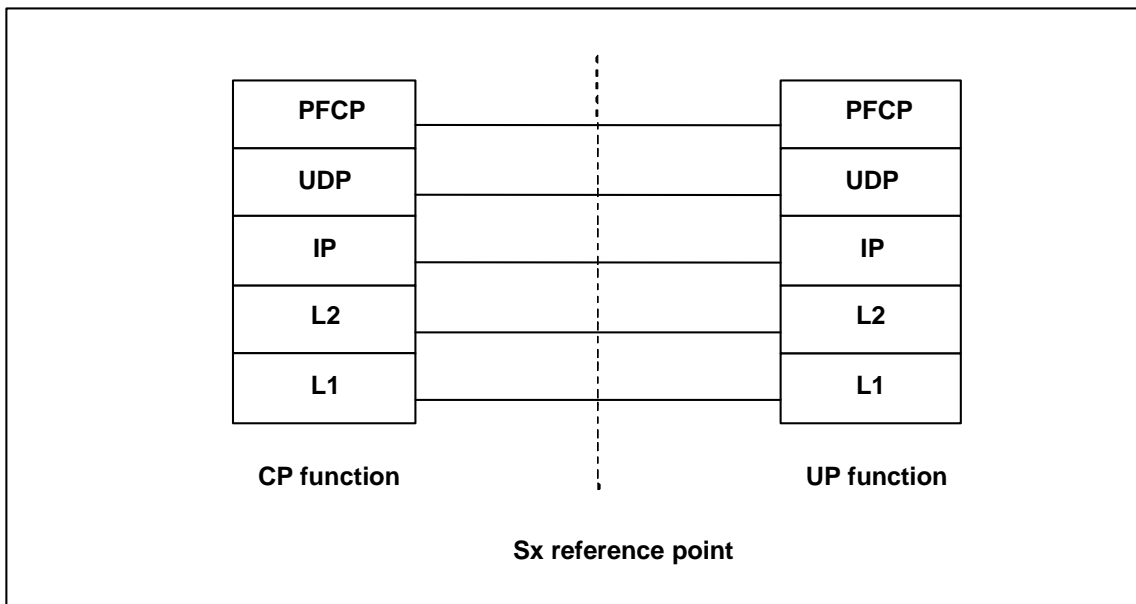 PFCP PFCP
UDP UDP
IP IP
L2 L2
L1 L1
CP function UP function
Sx reference point